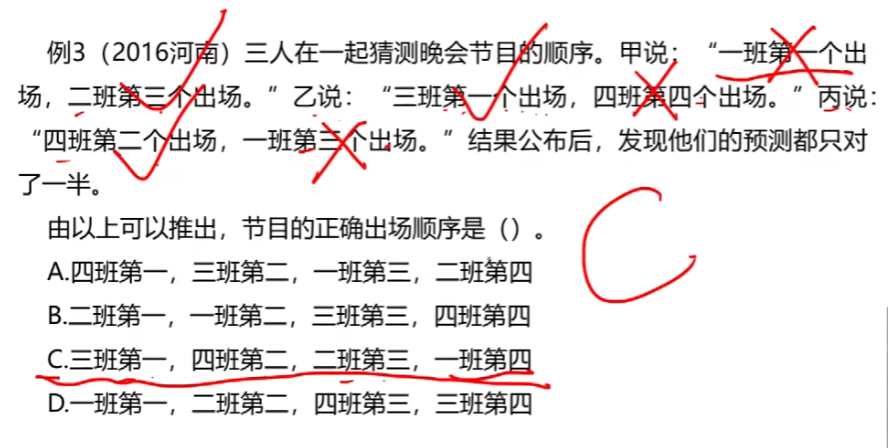 例3（2016河南）三人在一起猜测晚会节目的顺序。甲说：“一班第一个出
场，二班第三个出场。”乙说：“三班第一个出场，四班第四个出场。”丙说：
“四班第二个出场，一班第三个出场。”结果公布后，发现他们的预测都只对
了一半。
由以上可以推出，节目的正确出场顺序是（）。
A.四班第一，三班第二，一班第三，二班第四
B.二班第一，一班第二，三班第三，四班第四
C.三班第一，四班第二，二班第三，一班第四
D.一班第一，二班第二，四班第三，三班第四
C